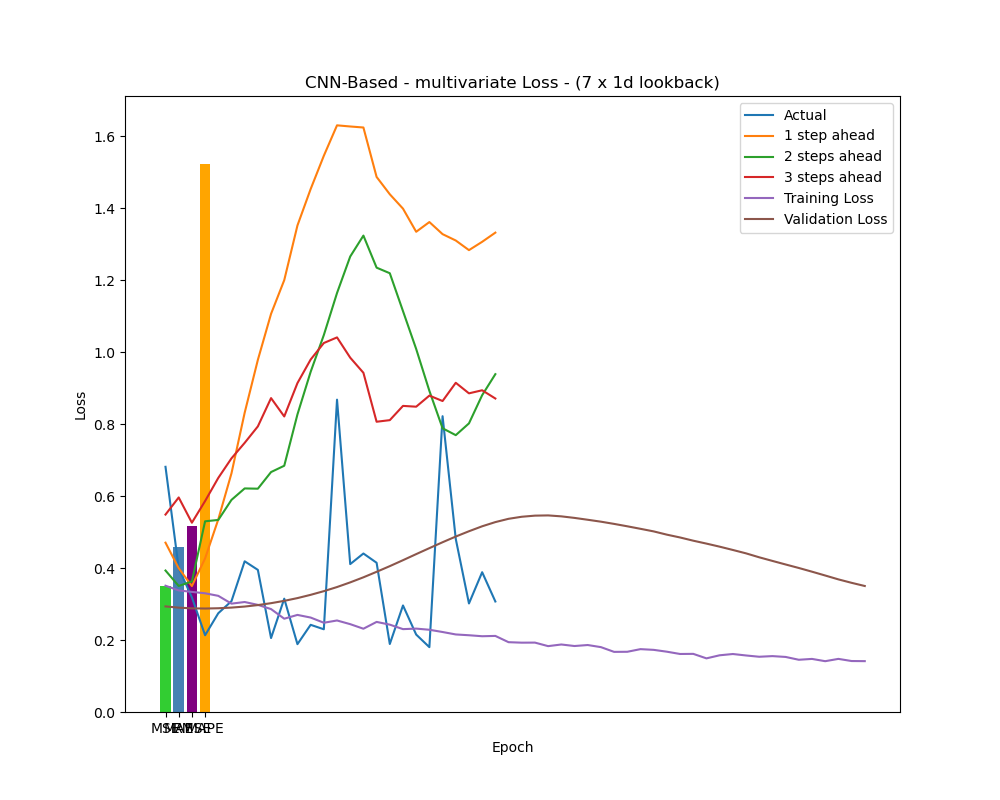 CNN-Based - multivariate Loss - (7 x 1d lookback)
Actual
1 step ahead
2 steps ahead
3 steps ahead
Training Loss
Validation Loss
1.6
1.4
1.2
1.0
0.8
0.6
0.4
0.2
0.0
Loss
Epoch